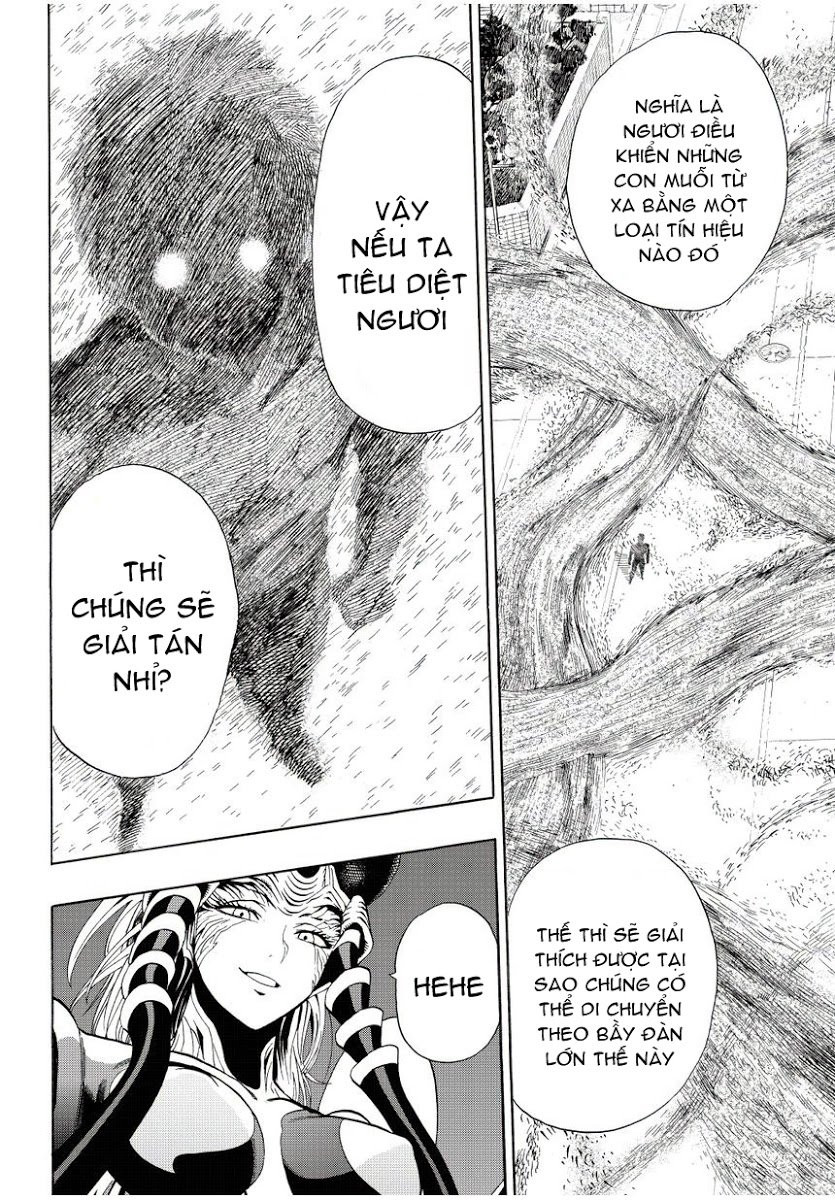 NGHĨA LÀ
NGƯƠI ĐIỀU
KHIỂN NHỮNG
CON MUỖI TỪ
XA BẰNG MỘT
LOẠI TÍN HIỆU
NÀO ĐÓ
THẾ THÌ SẼ GIẢI
THÍCH ĐƯỢC TẠI
SAO CHÚNG CÓ
THỂ DI CHUYỂN
THEO BẦY ĐÀN
LỚN THẾ NÀY
VẬY
NẾU TA
TIÊU DIỆT
NGƯƠI
THÌ
CHÚNG SẼ
GIẢI TÁN
NHỈ?
HEHE